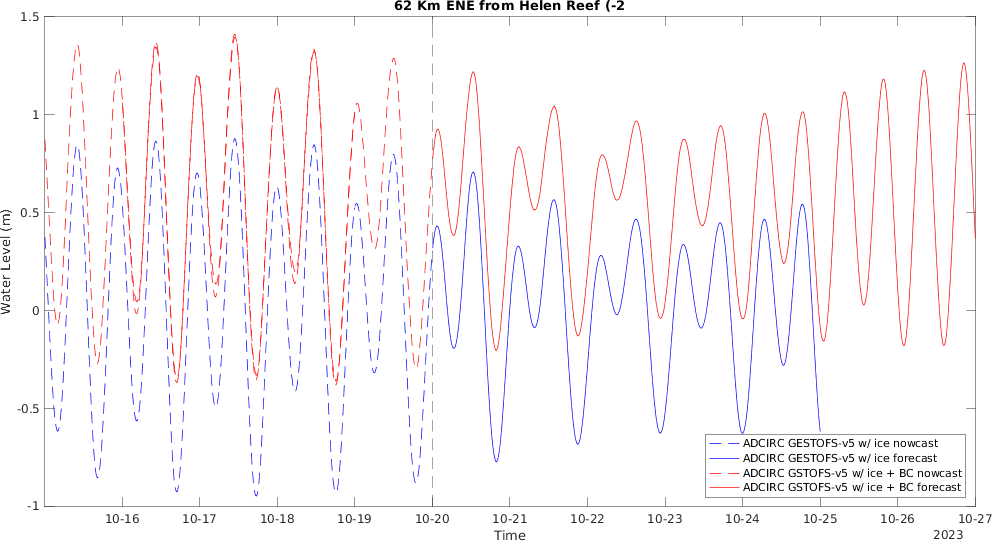 62 Km ENE from Helen Reef (-2
1.5
1
0.5
0
-0.5
-1
Water Level (m)
10-16
10-17
10-18
10-19
10-20
10-21
10-22
10-23
10-24
10-25
10-26
10-27
Time
2023
ADCIRC GESTOFS-v5 w/ ice nowcast
ADCIRC GESTOFS-v5 w/ ice forecast
ADCIRC GSTOFS-v5 w/ ice + BC nowcast
ADCIRC GSTOFS-v5 w/ ice + BC forecast